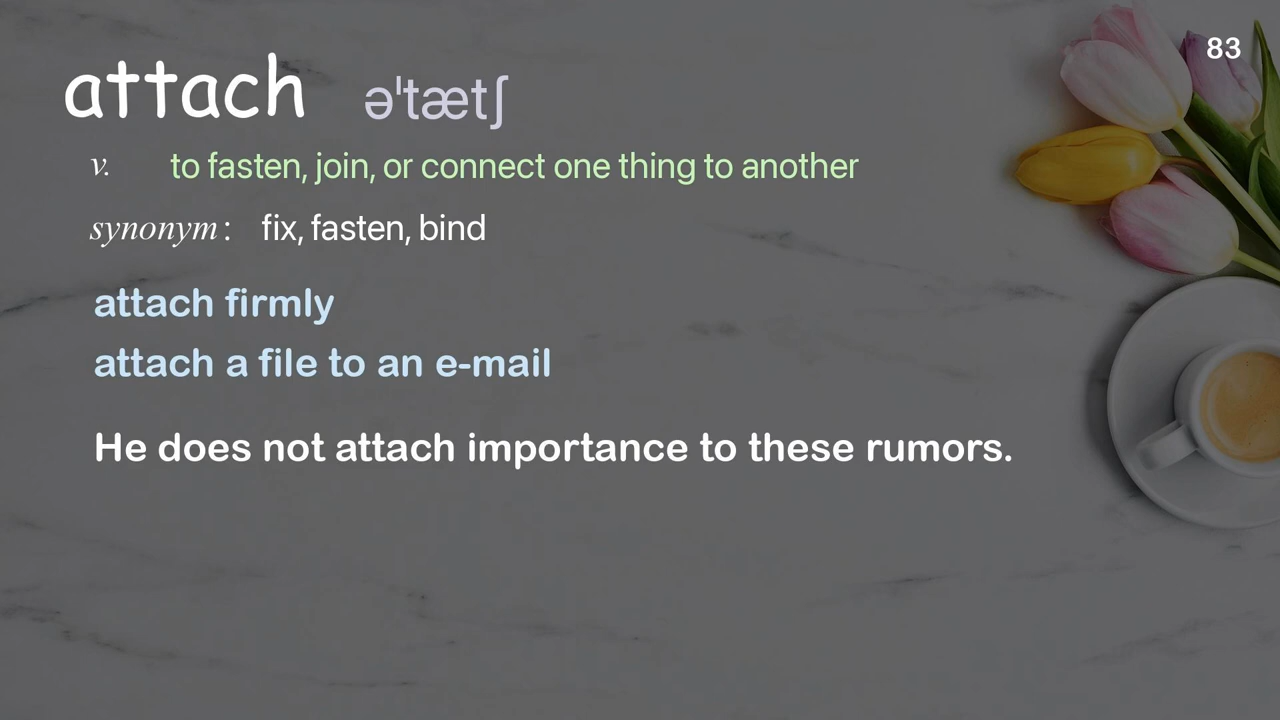 83
attach əˈtætʃ
v. to fasten, join, or connect one thing to another
synonym : fix, fasten, bind
attach firmly
attach a file to an e-mail
He does not attach importance to these rumors.